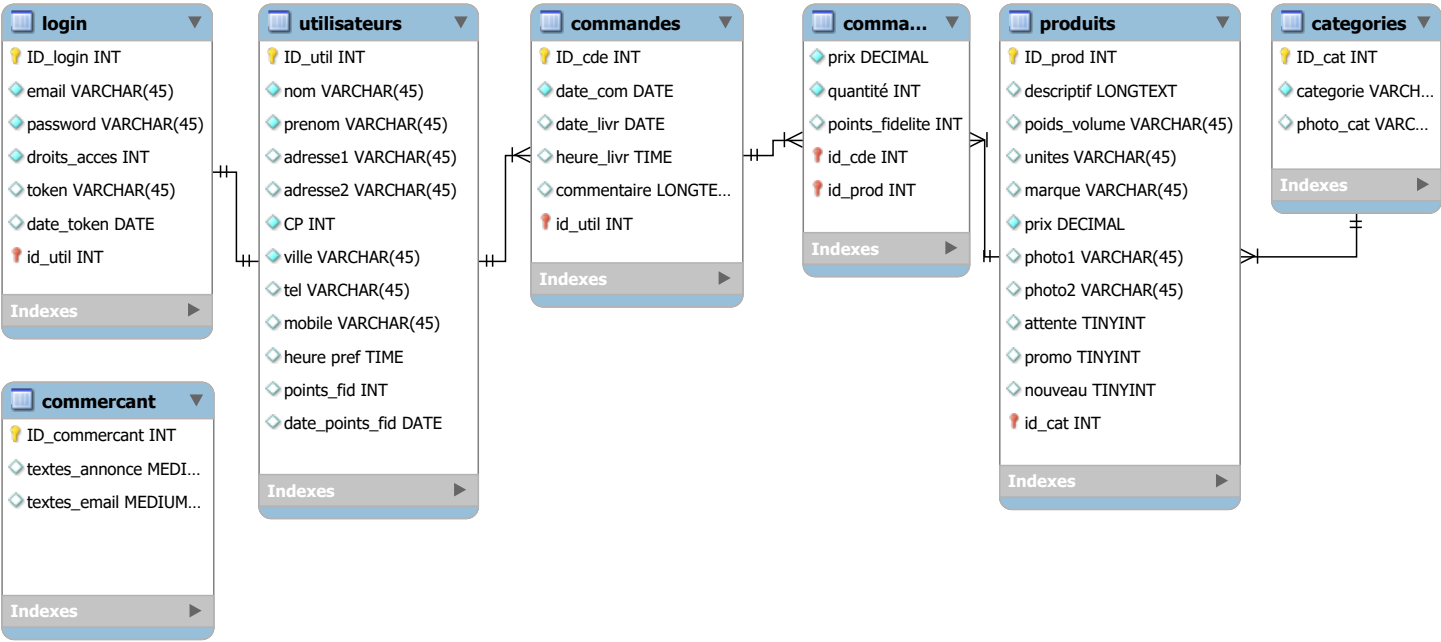 login
ID_login INT
email VARCHAR(45)
password VARCHAR(45)
droits_acces INT
token VARCHAR(45)
date_token DATE
id_util INT
Indexes
utilisateurs
ID_util INT
nom VARCHAR(45)
prenom VARCHAR(45)
adresse1 VARCHAR(45)
adresse2 VARCHAR(45)
CP INT
ville VARCHAR(45)
tel VARCHAR(45)
mobile VARCHAR(45)
heure pref TIME
points_fid INT
date_points_fid DATE
Indexes
commandes
ID_cde INT
date_com DATE
date_livr DATE
heure_livr TIME
commentaire LONGTE...
id_util INT
Indexes
comma...
prix DECIMAL
quantité INT
points_fidelite INT
id_cde INT
id_prod INT
Indexes
produits
ID_prod INT
descriptif LONGTEXT
poids_volume VARCHAR(45)
unites VARCHAR(45)
marque VARCHAR(45)
prix DECIMAL
photo1 VARCHAR(45)
photo2 VARCHAR(45)
attente TINYINT
promo TINYINT
nouveau TINYINT
id_cat INT
Indexes
categories
ID_cat INT
categorie VARCH...
photo_cat VARC...
Indexes
commercant
ID_commercant INT
textes_annonce MEDI...
textes_email MEDIUM...
Indexes